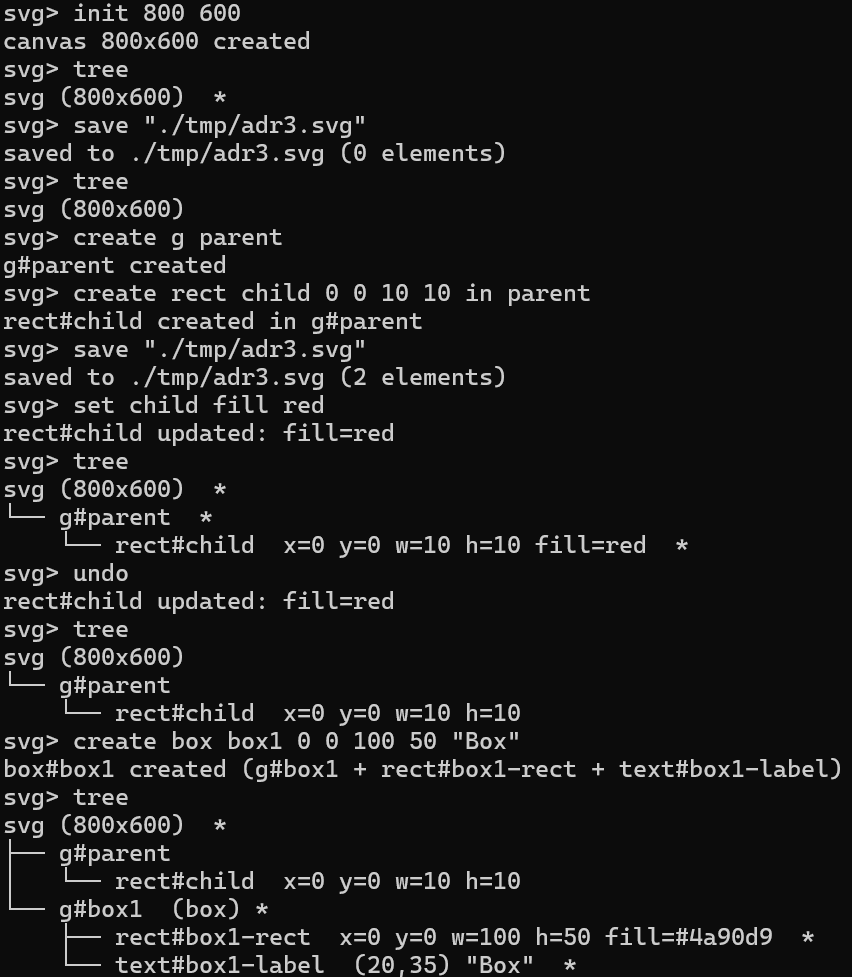 svg> init 800 600
canvas 800x600 created
svg> tree
svg (800x600)  *
svg> save "./tmp/adr3.svg"
saved to ./tmp/adr3.svg (0 elements)
svg> tree
svg (800x600)
svg> create g parent
g#parent created
svg> create rect child 0 0 10 10 in parent
rect#child created in g#parent
svg> save "./tmp/adr3.svg"
saved to ./tmp/adr3.svg (2 elements)
svg> set child fill red
rect#child updated: fill=red
svg> tree
svg (800x600)  *
└── g#parent  *
    └── rect#child  x=0 y=0 w=10 h=10 fill=red  *
svg> undo
rect#child updated: fill=red
svg> tree
svg (800x600)
└── g#parent
    └── rect#child  x=0 y=0 w=10 h=10
svg> create box box1 0 0 100 50 "Box"
box#box1 created (g#box1 + rect#box1-rect + text#box1-label)
svg> tree
svg (800x600)  *
├── g#parent
│   └── rect#child  x=0 y=0 w=10 h=10
└── g#box1  (box) *
    ├── rect#box1-rect  x=0 y=0 w=100 h=50 fill=#4a90d9  *
    └── text#box1-label  (20,35) "Box"  *